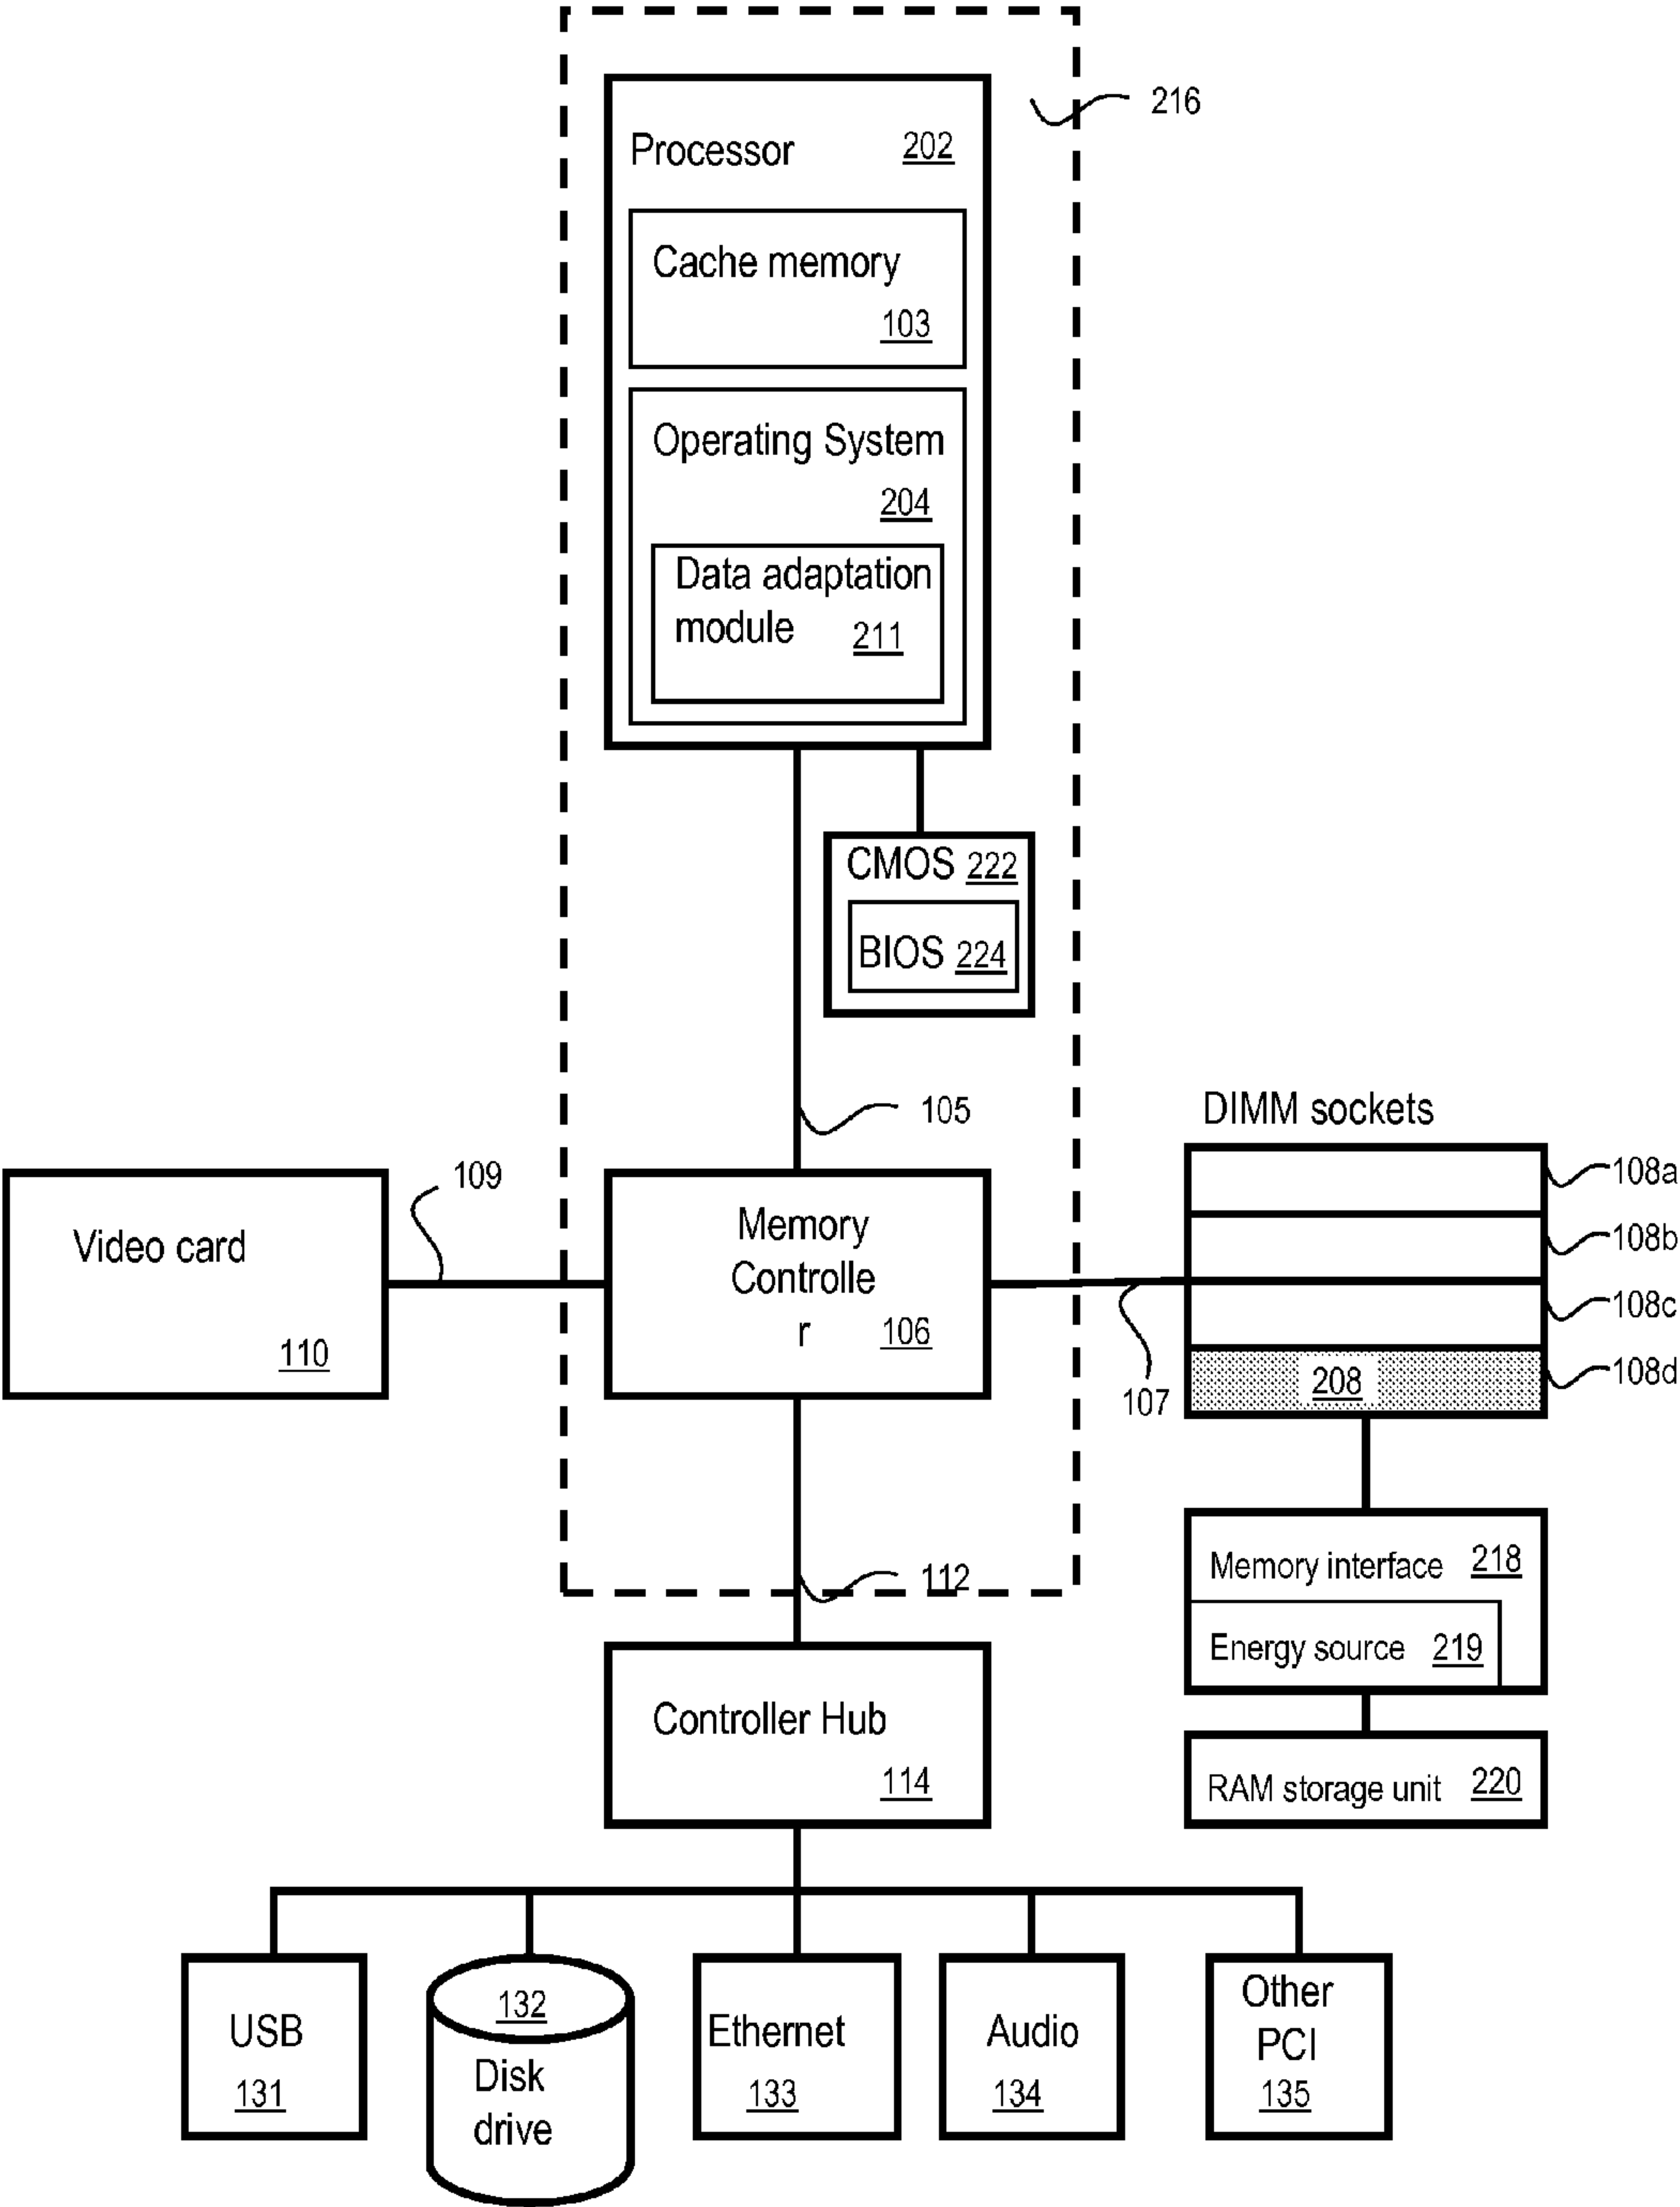 216
Processor 202
Cache memory
103
Operating System
204
Data adaptation
module 211
CMOS 222
BIOS 224
105
DIMM sockets
108a
108b
108c
108d
208
107
109
Video card
110
Memory
Controlle
r 106
112
Memory interface 218
Energy source 219
RAM storage unit 220
Controller Hub
114
USB
131
132
Disk
drive
Ethernet
133
Audio
134
Other
PCI
135